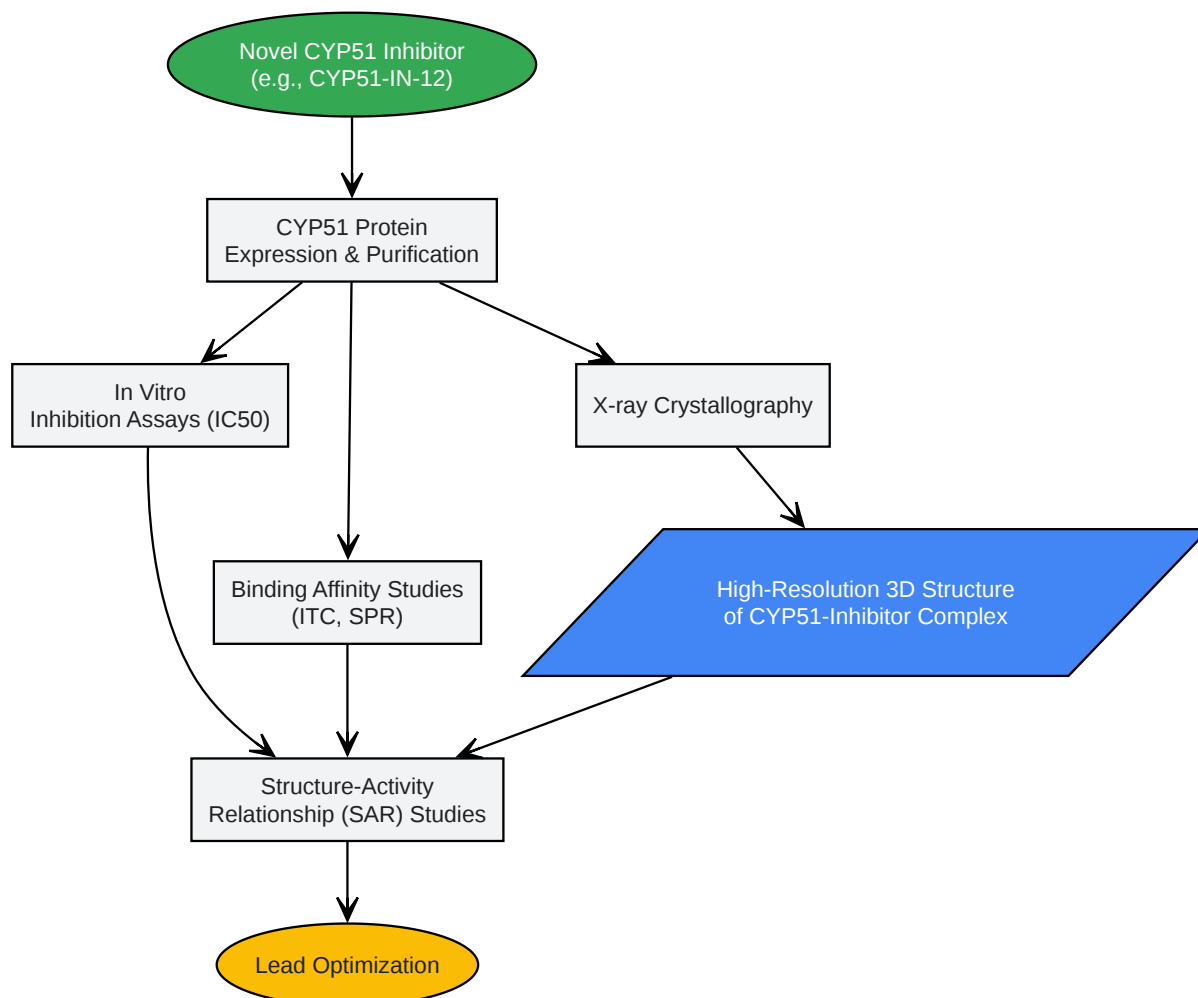 Novel CYP51 Inhibitor
(e.g., CYP51-IN-12)
CYP51 Protein
Expression & Purification
In Vitro
Inhibition Assays (IC50)
X-ray Crystallography
Binding Affinity Studies
(ITC, SPR)
High-Resolution 3D Structure
of CYP51-Inhibitor Complex
Structure-Activity
Relationship (SAR) Studies
Lead Optimization